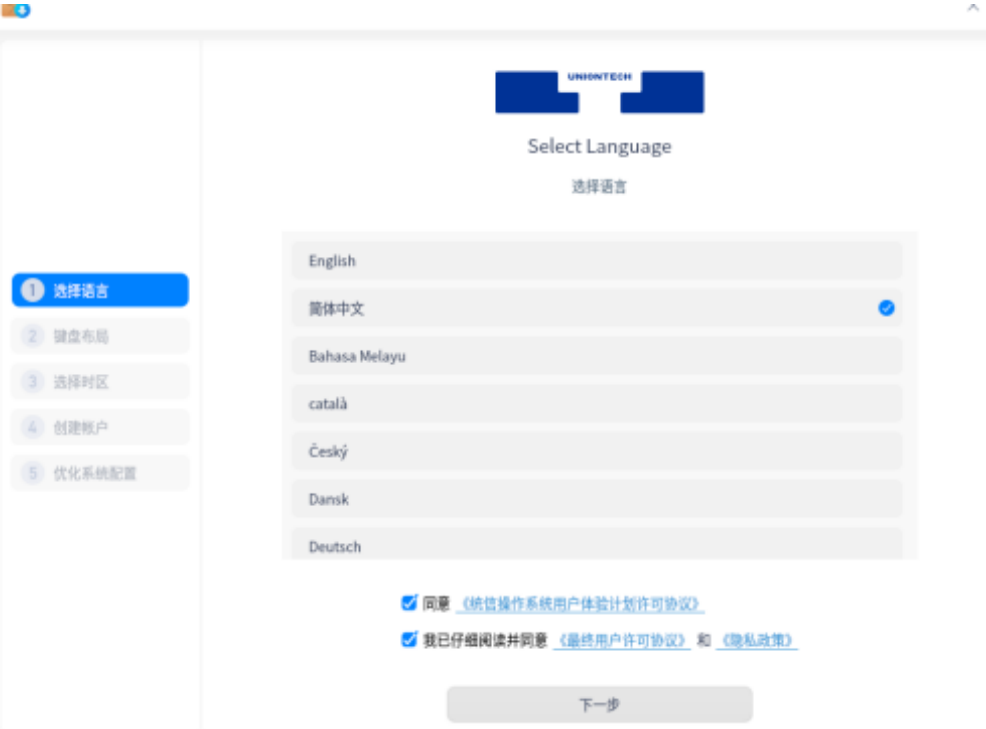 UNIONTECH
Select Language
选择语言
1 选择语言
2 键盘布局
3 选择时区
4 创建帐户
5 优化系统配置
English
简体中文
Bahasa Melayu
català
Český
Dansk
Deutsch
同意 《统信操作系统用户体验计划许可协议》
我已仔细阅读并同意 《最终用户许可协议》 和 《隐私政策》
下一步